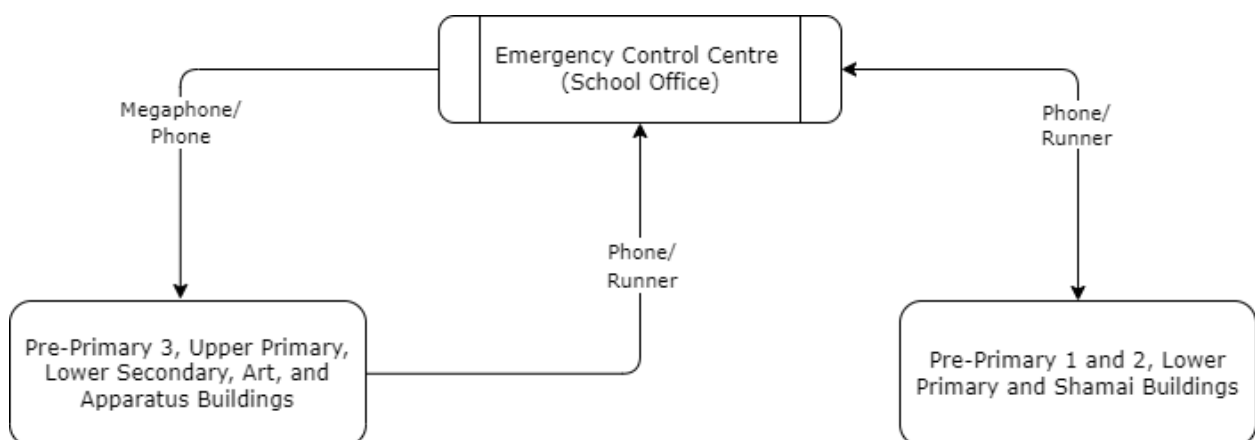 Emergency Control Centre
(School Office)
Megaphone/
Phone
Phone/
Runner
Phone/
Runner
Pre-Primary 3, Upper Primary,
Lower Secondary, Art, and
Apparatus Buildings
Pre-Primary 1 and 2, Lower
Primary and Shamai Buildings